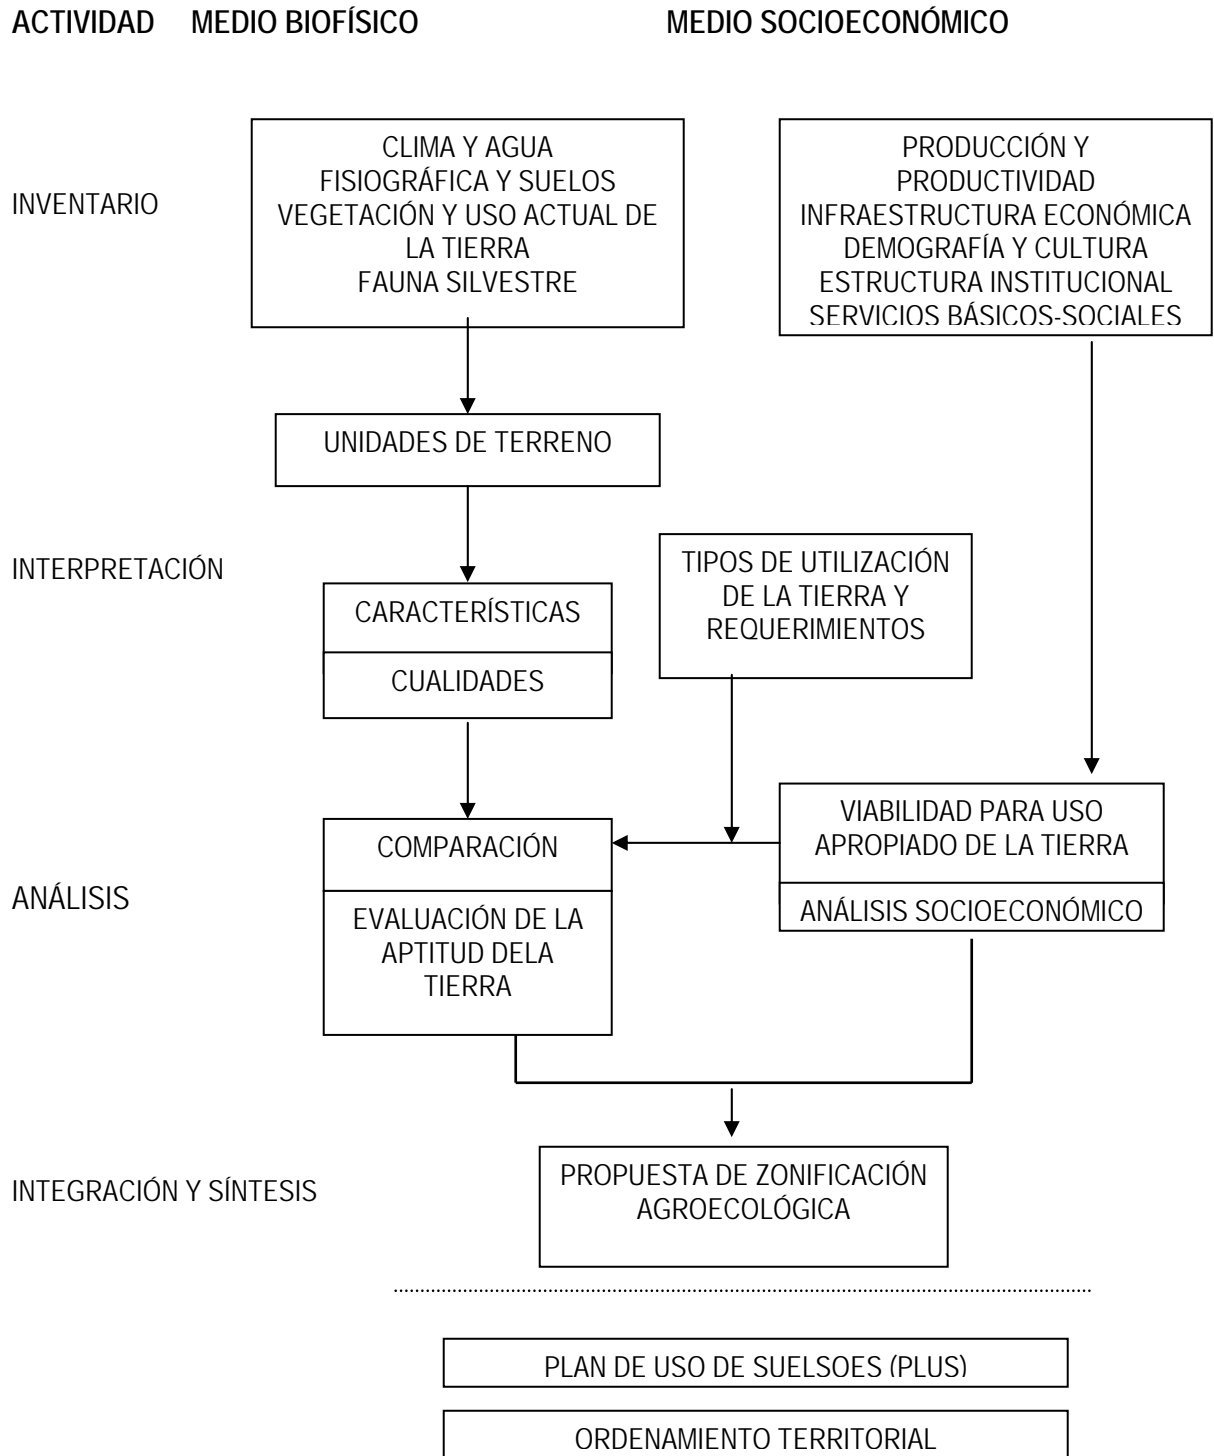 ACTIVIDAD MEDIO BIOFÍSICO MEDIO SOCIOECONÓMICO
INVENTARIO
CLIMA Y AGUA
FISIOGRÁFICA Y SUELOS
VEGETACIÓN Y USO ACTUAL DE
LA TIERRA
FAUNA SILVESTRE
PRODUCCIÓN Y
PRODUCTIVIDAD
INFRAESTRUCTURA ECONÓMICA
DEMOGRAFÍA Y CULTURA
ESTRUCTURA INSTITUCIONAL
SERVICIOS BÁSICOS-SOCIALES
UNIDADES DE TERRENO
INTERPRETACIÓN
CARACTERÍSTICAS
CUALIDADES
TIPOS DE UTILIZACIÓN
DE LA TIERRA Y
REQUERIMIENTOS
ANÁLISIS
COMPARACIÓN
EVALUACIÓN DE LA
APTITUD DELA
TIERRA
VIABILIDAD PARA USO
APROPIADO DE LA TIERRA
ANÁLISIS SOCIOECONÓMICO
INTEGRACIÓN Y SÍNTESIS
PROPUESTA DE ZONIFICACIÓN
AGROECOLÓGICA
PLAN DE USO DE SUELSOES (PLUS)
ORDENAMIENTO TERRITORIAL